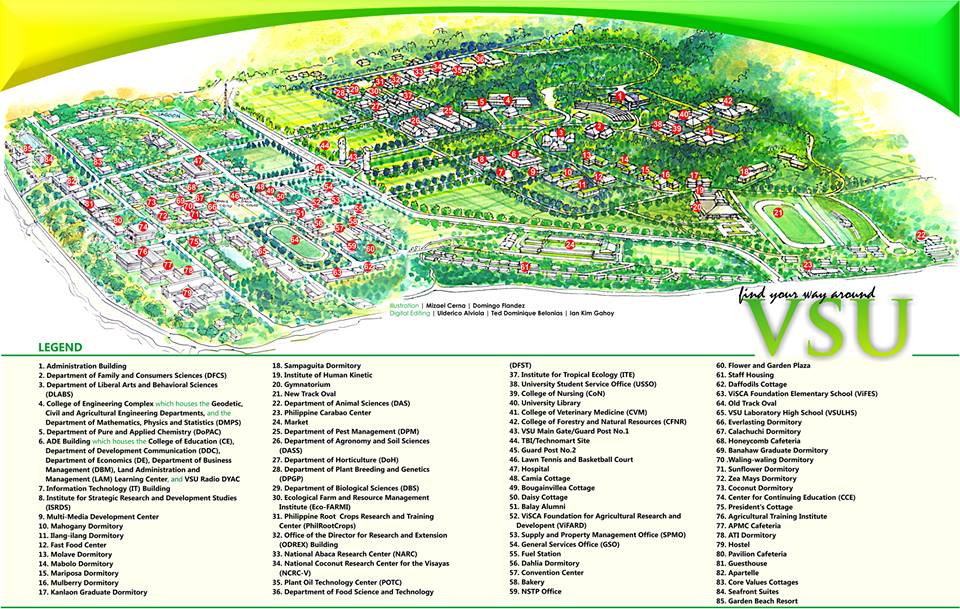 find your way around
VSU
Illustration | Mizael Cerna | Domingo Flandez
Digital Editing | Ulderico Alviola | Ted Dominique Belonias | Ian Kim Gahoy
LEGEND
1. Administration Building
2. Department of Family and Consumers Sciences (DFCS)
3. Department of Liberal Arts and Behavioral Sciences
(DLABS)
4. College of Engineering Complex which houses the Geodetic,
Civil and Agricultural Engineering Departments, and the
Department of Mathematics, Physics and Statistics (DMPS)
5. Department of Pure and Applied Chemistry (DoPAC)
6. ADE Building which houses the College of Education (CE),
Department of Development Communication (DDC),
Department of Economics (DE), Department of Business
Management (DBM), Land Administration and
Management (LAM) Learning Center, and VSU Radio DYAC
7. Information Technology (IT) Building
8. Institute for Strategic Research and Development Studies
(ISRDS)
9. Multi-Media Development Center
10. Mahogany Dormitory
11. Ilang-ilang Dormitory
12. Fast Food Center
13. Molave Dormitory
14. Mabolo Dormitory
15. Mariposa Dormitory
16. Mulberry Dormitory
17. Kanlaon Graduate Dormitory
18. Sampaguita Dormitory
19. Institute of Human Kinetic
20. Gymnatorium
21. New Track Oval
22. Department of Animal Sciences (DAS)
23. Philippine Carabao Center
24. Market
25. Department of Pest Management (DPM)
26. Department of Agronomy and Soil Sciences
(DASS)
27. Department of Horticulture (DoH)
28. Department of Plant Breeding and Genetics
(DPGP)
29. Department of Biological Sciences (DBS)
30. Ecological Farm and Resource Management
Institute (Eco-FARMI)
31. Philippine Root Crops Research and Training
Center (PhilRootCrops)
32. Office of the Director for Research and Extension
(ODREX) Building
33. National Abaca Research Center (NARC)
34. National Coconut Research Center for the Visayas
(NCRC-V)
35. Plant Oil Technology Center (POTC)
36. Department of Food Science and Technology
(DFST)
37. Institute for Tropical Ecology (ITE)
38. University Student Service Office (USSO)
39. College of Nursing (CoN)
40. University Library
41. College of Veterinary Medicine (CVM)
42. College of Forestry and Natural Resources (CFNR)
43. VSU Main Gate/Guard Post No.1
44. TBI/Technomart Site
45. Guard Post No.2
46. Lawn Tennis and Basketball Court
47. Hospital
48. Camia Cottage
49. Bougainvillea Cottage
50. Daisy Cottage
51. Balay Alumni
52. ViSCA Foundation for Agricultural Research and
Developent (ViFARD)
53. Supply and Property Management Office (SPMO)
54. General Services Office (GSO)
55. Fuel Station
56. Dahlia Dormitory
57. Convention Center
58. Bakery
59. NSTP Office
60. Flower and Garden Plaza
61. Staff Housing
62. Daffodils Cottage
63. ViSCA Foundation Elementary School (ViFES)
64. Old Track Oval
65. VSU Laboratory High School (VSULHS)
66. Everlasting Dormitory
67. Calachuchi Dormitory
68. Honeycomb Cafeteria
69. Banahaw Graduate Dormitory
70 .Waling-waling Dormitory
71. Sunflower Dormitory
72. Zea Mays Dormitory
73. Coconut Dormitory
74. Center for Continuing Education (CCE)
75. President's Cottage
76. Agricultural Training Institute
77. APMC Cafeteria
78. ATI Dormitory
79. Hostel
80. Pavilion Cafeteria
81. Guesthouse
82. Apartelle
83. Core Values Cottages
84. Seafront Suites
85. Garden Beach Resort